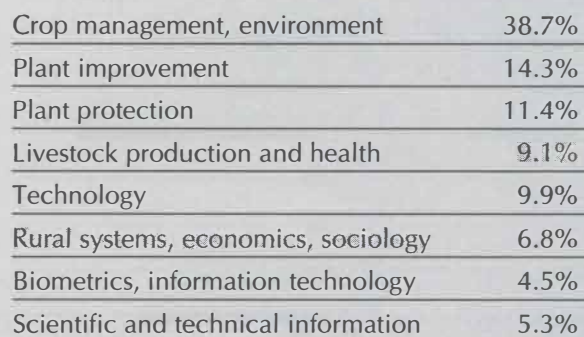 Crop management, environment 38.7%
Plant improvement 14.3%
Plant protection 11.4%
Livestock production and health 9.1%
Technology 9.9%
Rural systems, economics, sociology 6.8%
Biometrics, information technology 4.5%
Scientific and technical information 5.3%